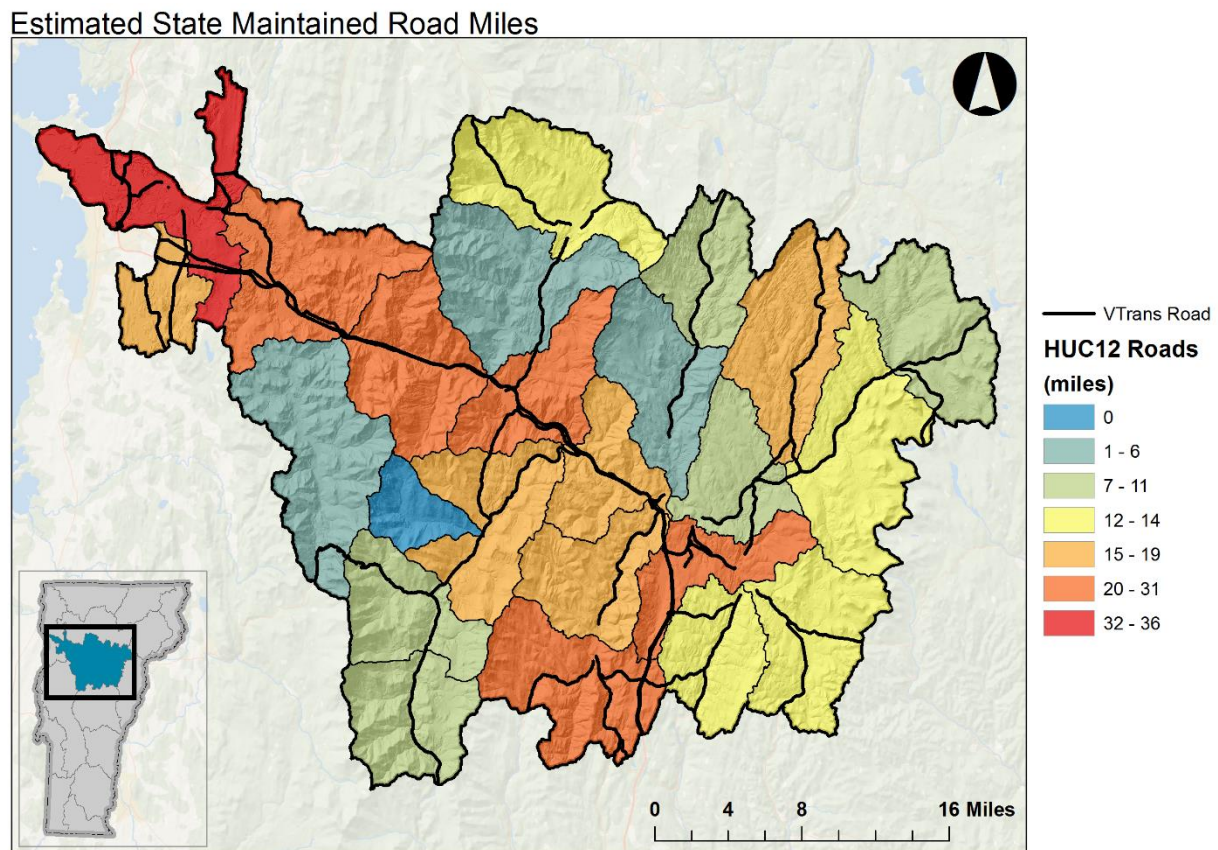 Estimated State Maintained Road Miles
VTrans Road
HUC12 Roads
(miles)
0
1 - 6
7 - 11
12 - 14
15 - 19
20 - 31
32 - 36
0 4 8 16 Miles